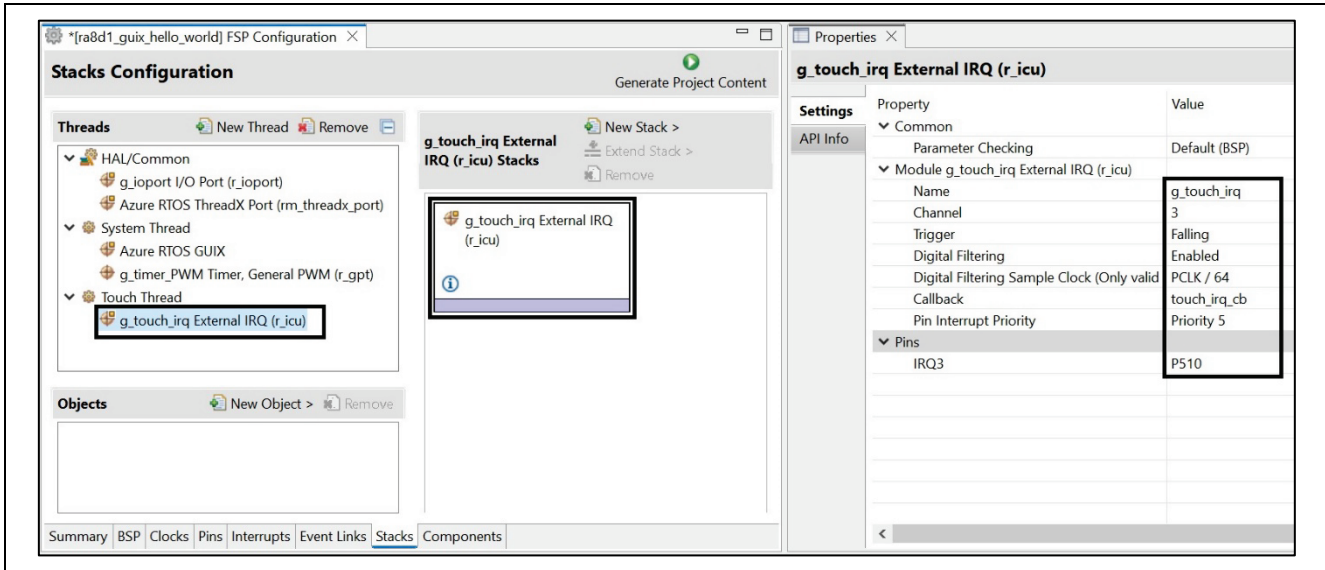 *[ra8d1_guix_hello_world] FSP Configuration
Stacks Configuration
Generate Project Content
Threads
New Thread
Remove
HAL/Common
g_ioport I/O Port (r_ioport)
Azure RTOS ThreadX Port (rm_threadx_port)
System Thread
Azure RTOS GUIX
g_timer_PWM Timer, General PWM (r_gpt)
Touch Thread
g_touch_irq External IRQ (r_icu)
Objects
New Object >
Remove
g_touch_irq External
IRQ (r_icu) Stacks
New Stack >
Extend Stack >
Remove
g_touch_irq External IRQ
(r_icu)
Summary BSP Clocks Pins Interrupts Event Links Stacks Components
Properties
g_touch_irq External IRQ (r_icu)
Settings
API Info
Property Value
Common
Parameter Checking Default (BSP)
Module g_touch_irq External IRQ (r_icu)
Name g_touch_irq
Channel 3
Trigger Falling
Digital Filtering Enabled
Digital Filtering Sample Clock (Only valid PCLK / 64
Callback touch_irq_cb
Pin Interrupt Priority Priority 5
Pins
IRQ3 P510